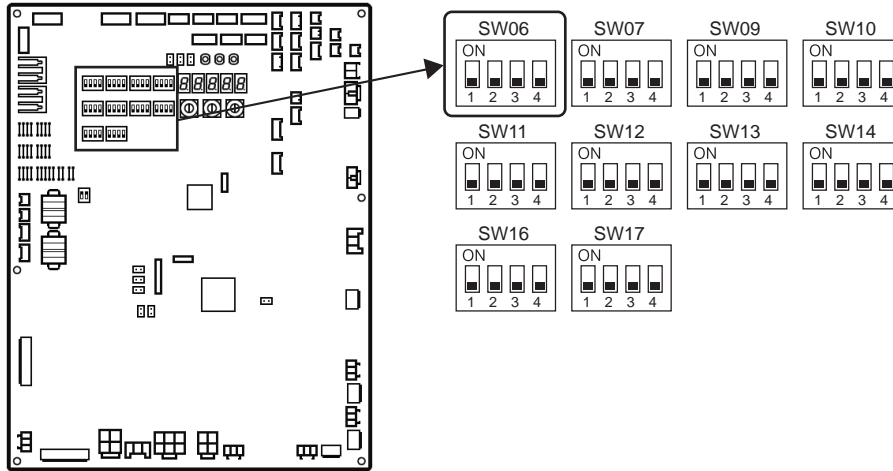 SW06 SW07 SW09 SW10
ON ON ON ON
1 2 3 4 1 2 3 4 1 2 3 4 1 2 3 4
SW11 SW12 SW13 SW14
ON ON ON ON
1 2 3 4 1 2 3 4 1 2 3 4 1 2 3 4
SW16 SW17
ON ON
1 2 3 4 1 2 3 4